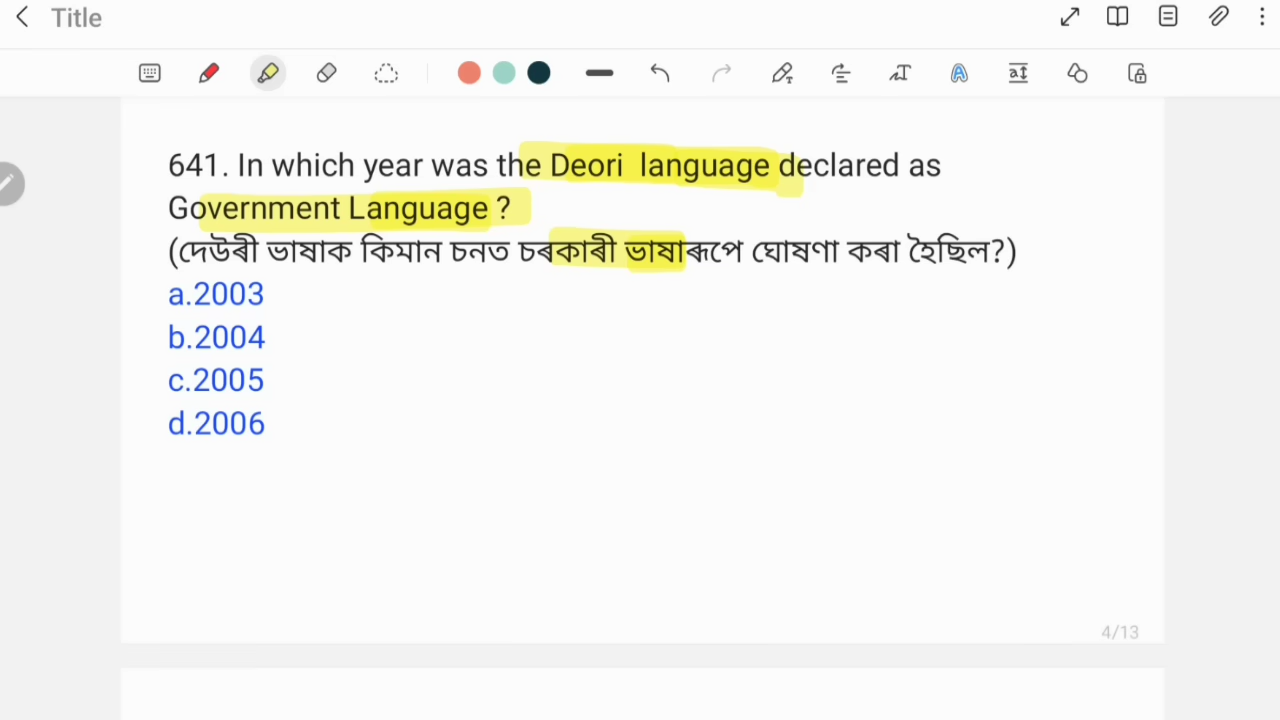 Title
641. In which year was the Deori language declared as
Government Language ?
(দেউৰী ভাষাক কিমান চনত চৰকাৰী ভাষাৰূপে ঘোষণা কৰা হৈছিল?)
a.2003
b.2004
c.2005
d.2006
4/13